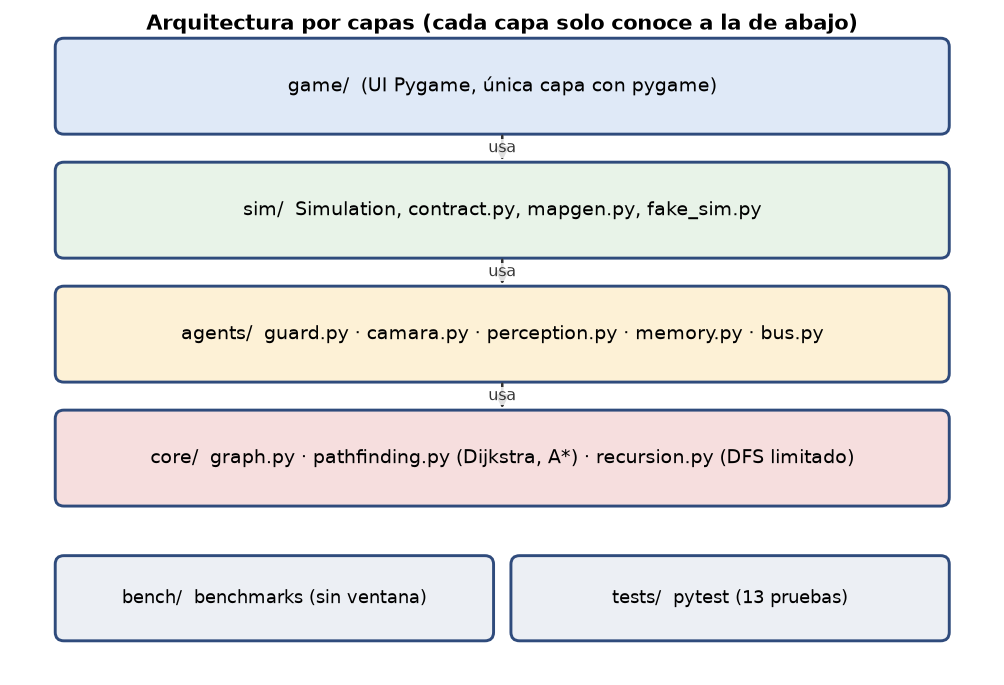 Arquitectura por capas (cada capa solo conoce a la de abajo)
game/  (UI Pygame, única capa con pygame)
usa
sim/  Simulation, contract.py, mapgen.py, fake_sim.py
usa
agents/  guard.py · camara.py · perception.py · memory.py · bus.py
usa
core/  graph.py · pathfinding.py (Dijkstra, A*) · recursion.py (DFS limitado)
bench/  benchmarks (sin ventana)
tests/  pytest (13 pruebas)